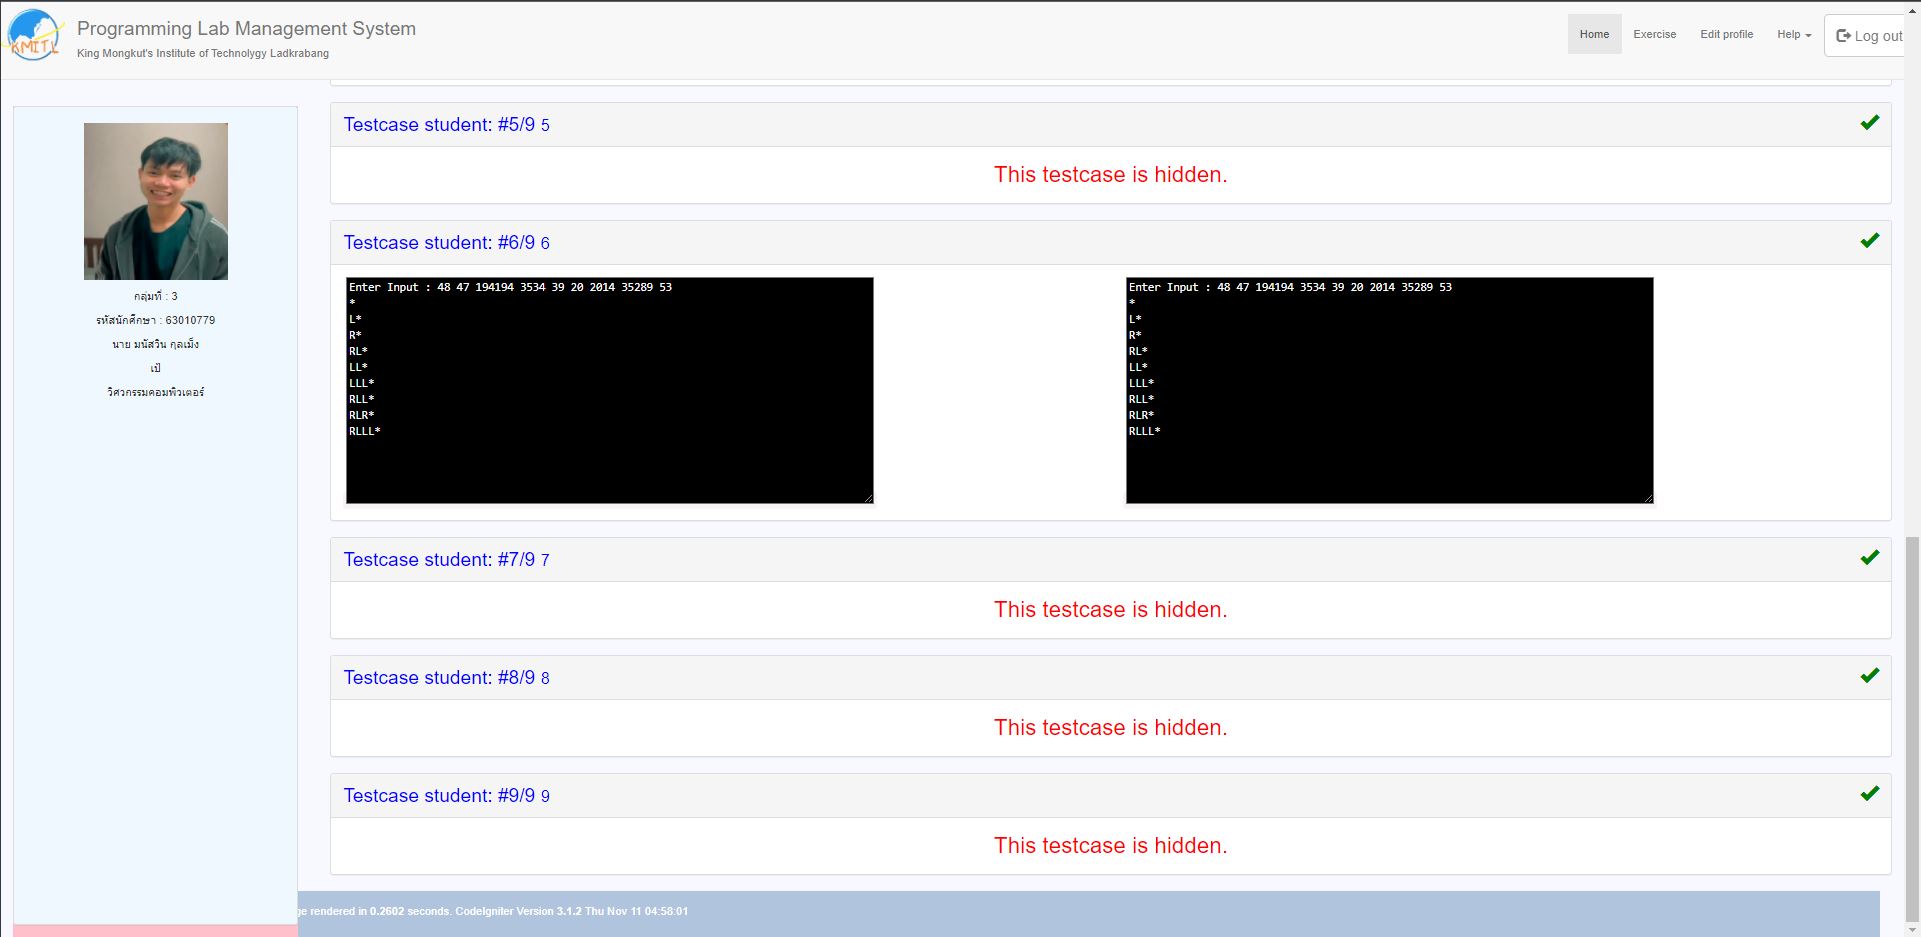 KMITL
Programming Lab Management System
King Mongkut's Institute of Technolygy Ladkrabang
Home
Exercise
Edit profile
Help
Log out
กลุ่มที่ : 3
รหัสนักศึกษา : 63010779
นาย มนัสวิน กุลเม็ง
เป้
วิศวกรรมคอมพิวเตอร์
Testcase student: #5/9 5
This testcase is hidden.
Testcase student: #6/9 6
Enter Input : 48 47 194194 3534 39 20 2014 35289 53
*
L*
R*
RL*
LL*
LLL*
RLL*
RLR*
RLLL*
Enter Input : 48 47 194194 3534 39 20 2014 35289 53
*
L*
R*
RL*
LL*
LLL*
RLL*
RLR*
RLLL*
Testcase student: #7/9 7
This testcase is hidden.
Testcase student: #8/9 8
This testcase is hidden.
Testcase student: #9/9 9
This testcase is hidden.
ge rendered in 0.2602 seconds. CodeIgniter Version 3.1.2 Thu Nov 11 04:58:01